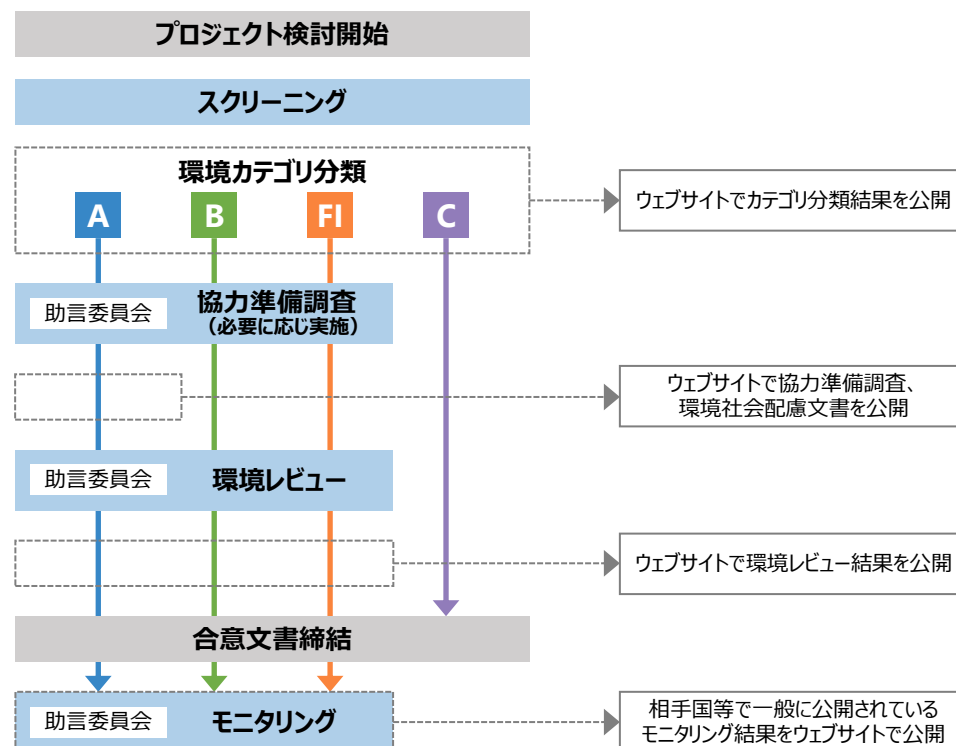 プロジェクト検討開始
スクリーニング
環境カテゴリ分類
A
B
FI
C
ウェブサイトでカテゴリ分類結果を公開
助言委員会
協力準備調査
（必要に応じ実施）
ウェブサイトで協力準備調査、
環境社会配慮文書を公開
助言委員会
環境レビュー
ウェブサイトで環境レビュー結果を公開
合意文書締結
助言委員会
モニタリング
相手国等で一般に公開されている
モニタリング結果をウェブサイトで公開